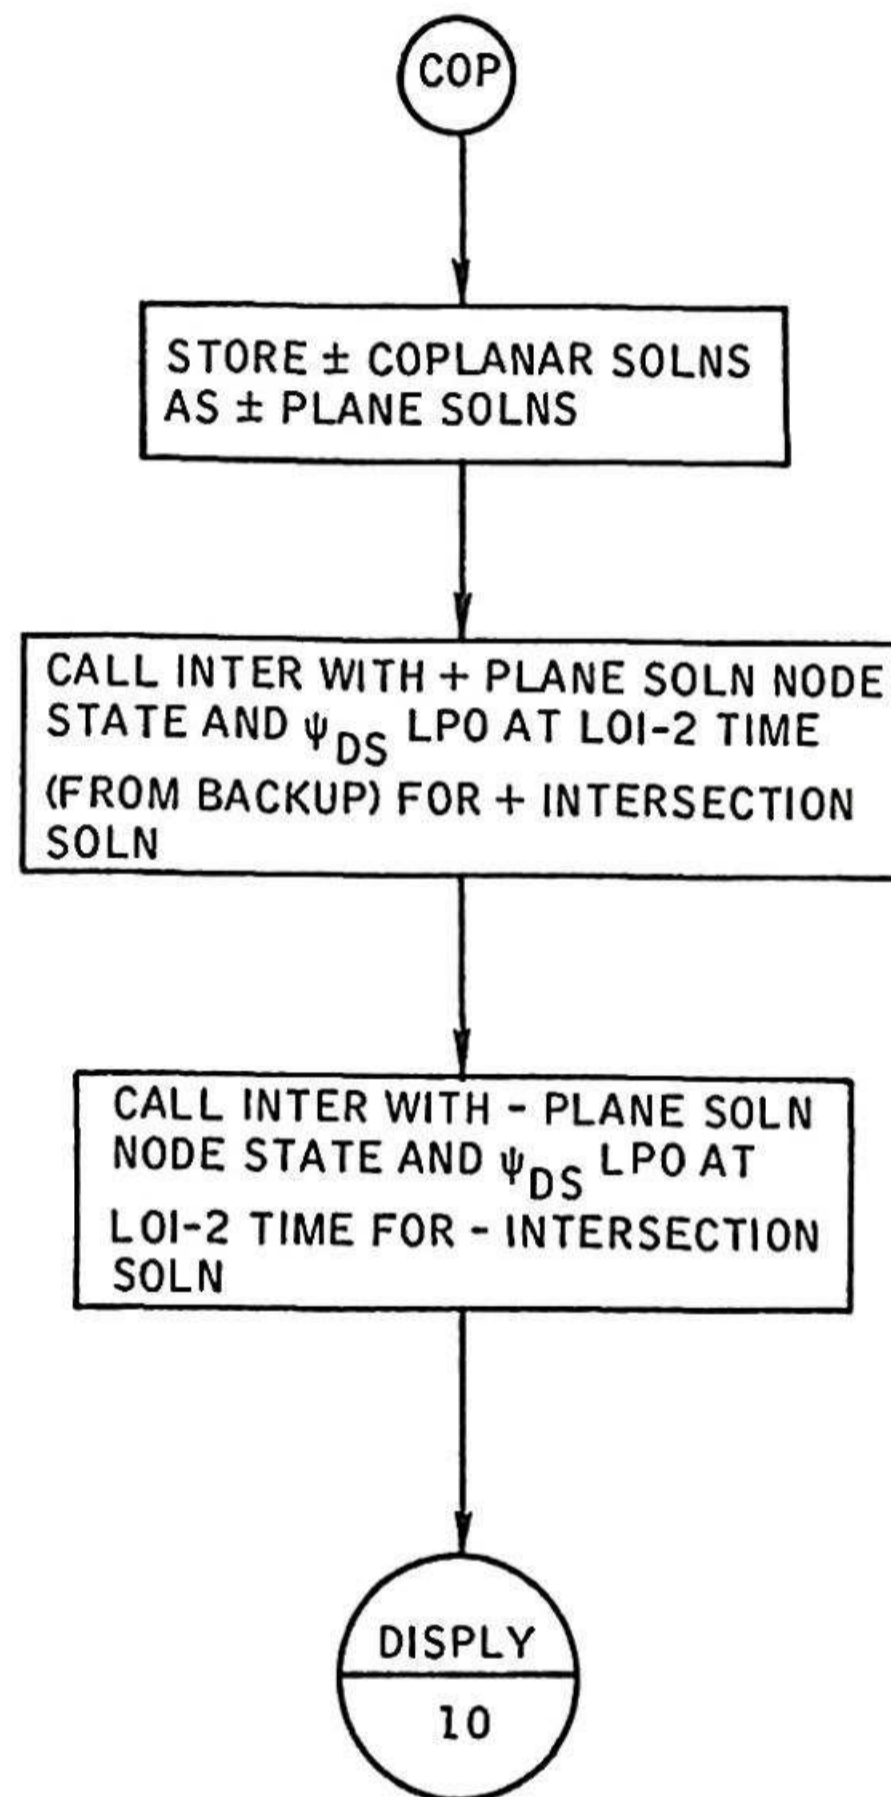 COP
STORE ± COPLANAR SOLNS
AS ± PLANE SOLNS
CALL INTER WITH + PLANE SOLN NODE
STATE AND ψDS LPO AT LOI-2 TIME
(FROM BACKUP) FOR + INTERSECTION
SOLN
CALL INTER WITH - PLANE SOLN
NODE STATE AND ψDS LPO AT
LOI-2 TIME FOR - INTERSECTION
SOLN
DISPLY
10